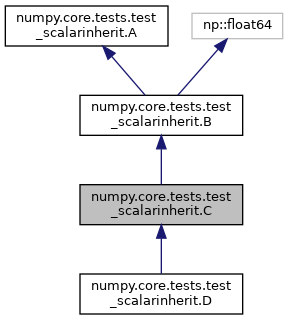 numpy.core.tests.test
_scalarinherit.A
np::float64
numpy.core.tests.test
_scalarinherit.B
numpy.core.tests.test
_scalarinherit.C
numpy.core.tests.test
_scalarinherit.D